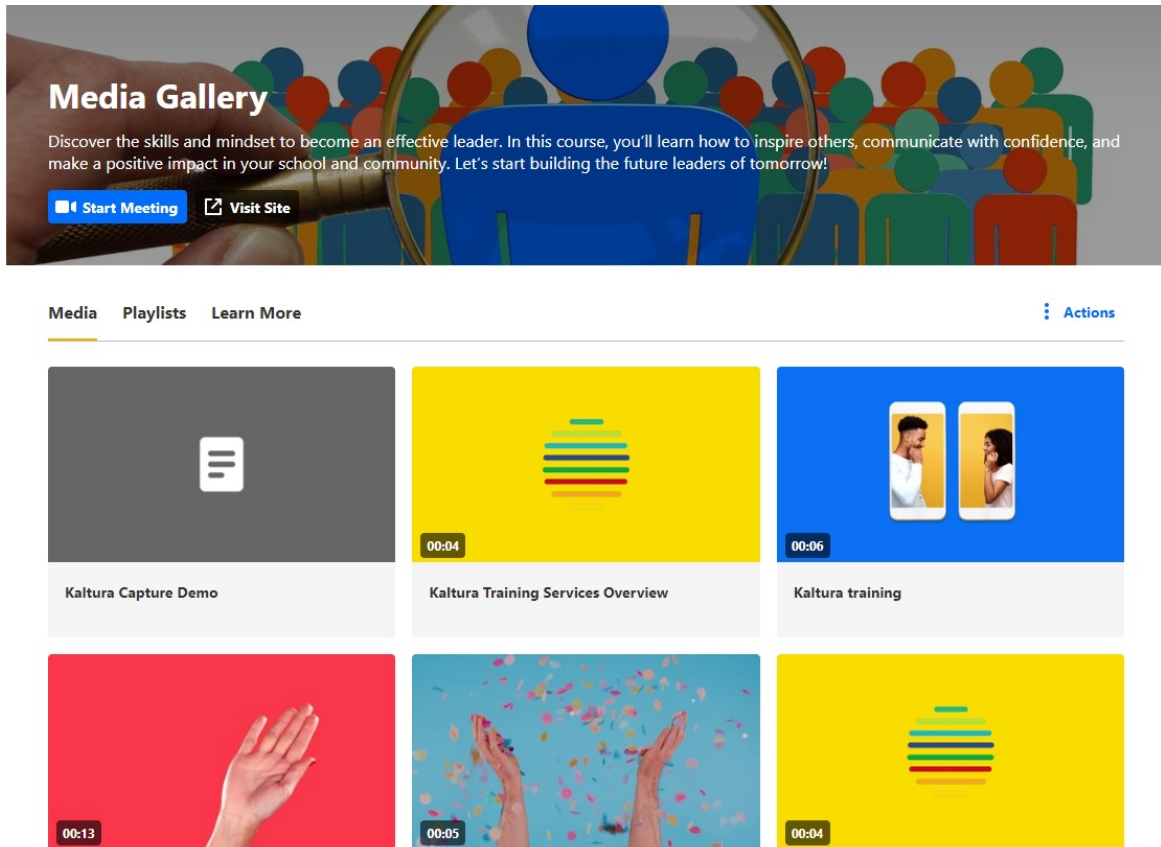 Media Gallery
Discover the skills and mindset to become an effective leader. In this course, you'll learn how to inspire others, communicate with confidence, and
make a positive impact in your school and community. Let's start building the future leaders of tomorrow!
Start Meeting Visit Site
Media Playlists Learn More Actions
00:04 00:06
Kaltura Capture Demo Kaltura Training Services Overview Kaltura training
00:13 00:05 00:04